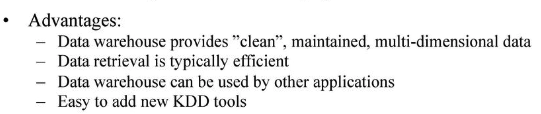 • Advantages:
– Data warehouse provides ”clean”, maintained, multi-dimensional data
– Data retrieval is typically efficient
– Data warehouse can be used by other applications
– Easy to add new KDD tools